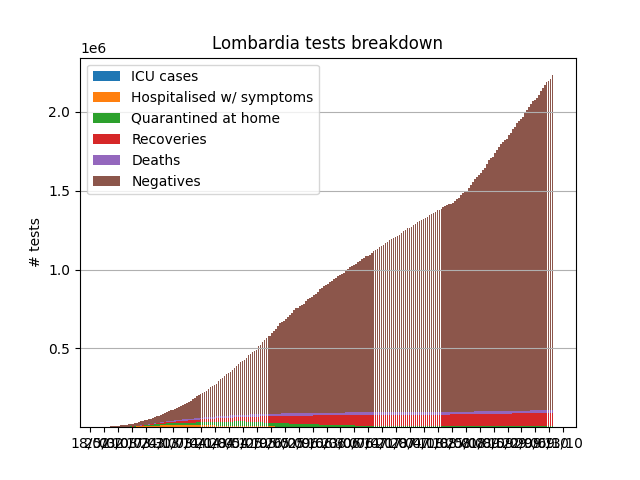 Lombardia tests breakdown
1e6
ICU cases
Hospitalised w/ symptoms
Quarantined at home
Recoveries
Deaths
Negatives
2.0
1.5
1.0
0.5
# tests